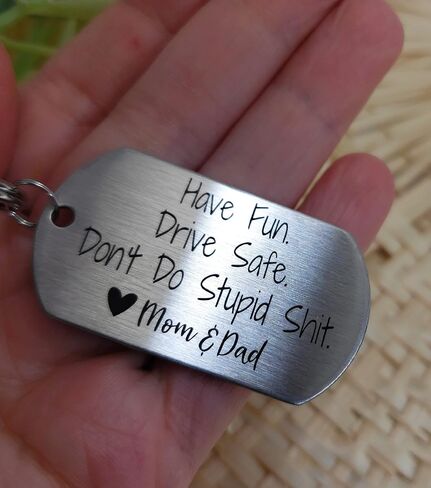 Have Fun.
Drive Safe.
Don't Do Stupid Shit.
♥ Mom & Dad